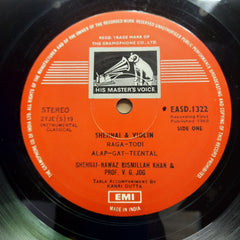 REGD. TRADE MARK OF
THE GRAMOPHONE CO. OF INDIA LTD.
HIS MASTER'S VOICE
STEREO
2YJE(S)19
INSTRUMENTAL
CLASSICAL
EASD.1322
Recording First
Published 1968
SIDE ONE
SHEHNAI & VIOLIN
RAGA-TODI
ALAP-GAT-TEENTAL
SHEHNAI-NAWAZ BISMILLAH KHAN &
PROF. V. G. JOG
TABLA ACCOMPANIMENT BY
KANAI DUTTA
EMI
MADE IN INDIA